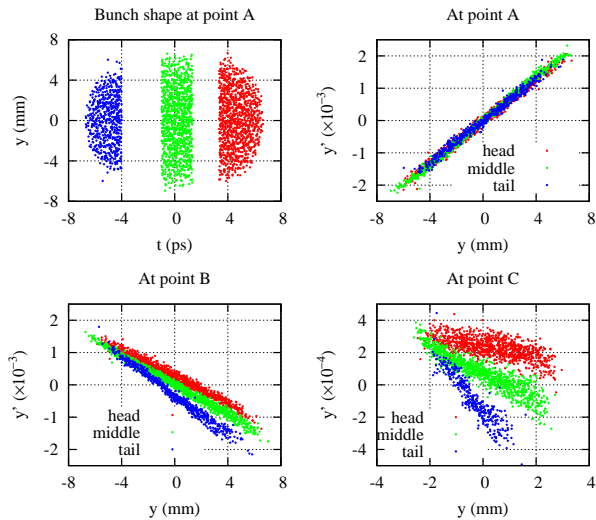 Bunch shape at point A
8
4
0
-4
-8
y (mm)
-8 -4 0 4 8
t (ps)
At point A
2
1
0
-1
-2
y' (×10⁻³)
head
middle
tail
-8 -4 0 4 8
y (mm)
At point B
2
1
0
-1
-2
y' (×10⁻³)
head
middle
tail
-8 -4 0 4 8
y (mm)
At point C
4
2
0
-2
-4
y' (×10⁻⁴)
head
middle
tail
-4 -2 0 2 4
y (mm)